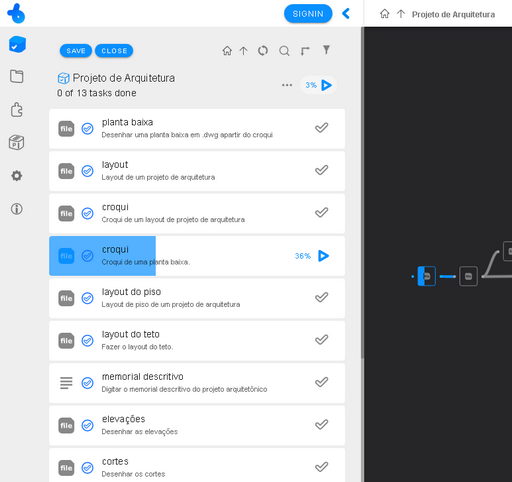 SIGNIN
Projeto de Arquitetura
SAVE
CLOSE
Projeto de Arquitetura
0 of 13 tasks done
3%
file
planta baixa
Desenhar uma planta baixa em .dwg apartir do croqui
file
layout
Layout de um projeto de arquitetura
file
croqui
Croqui de um layout de projeto de arquitetura
file
croqui
Croqui de uma planta baixa.
36%
file
layout do piso
Layout de piso de um projeto de arquitetura
file
layout do teto
Fazer o layout do teto.
memorial descritivo
Digitar o memorial descritivo do projeto arquitetônico
file
elevações
Desenhar as elevações
file
cortes
Desenhar os cortes